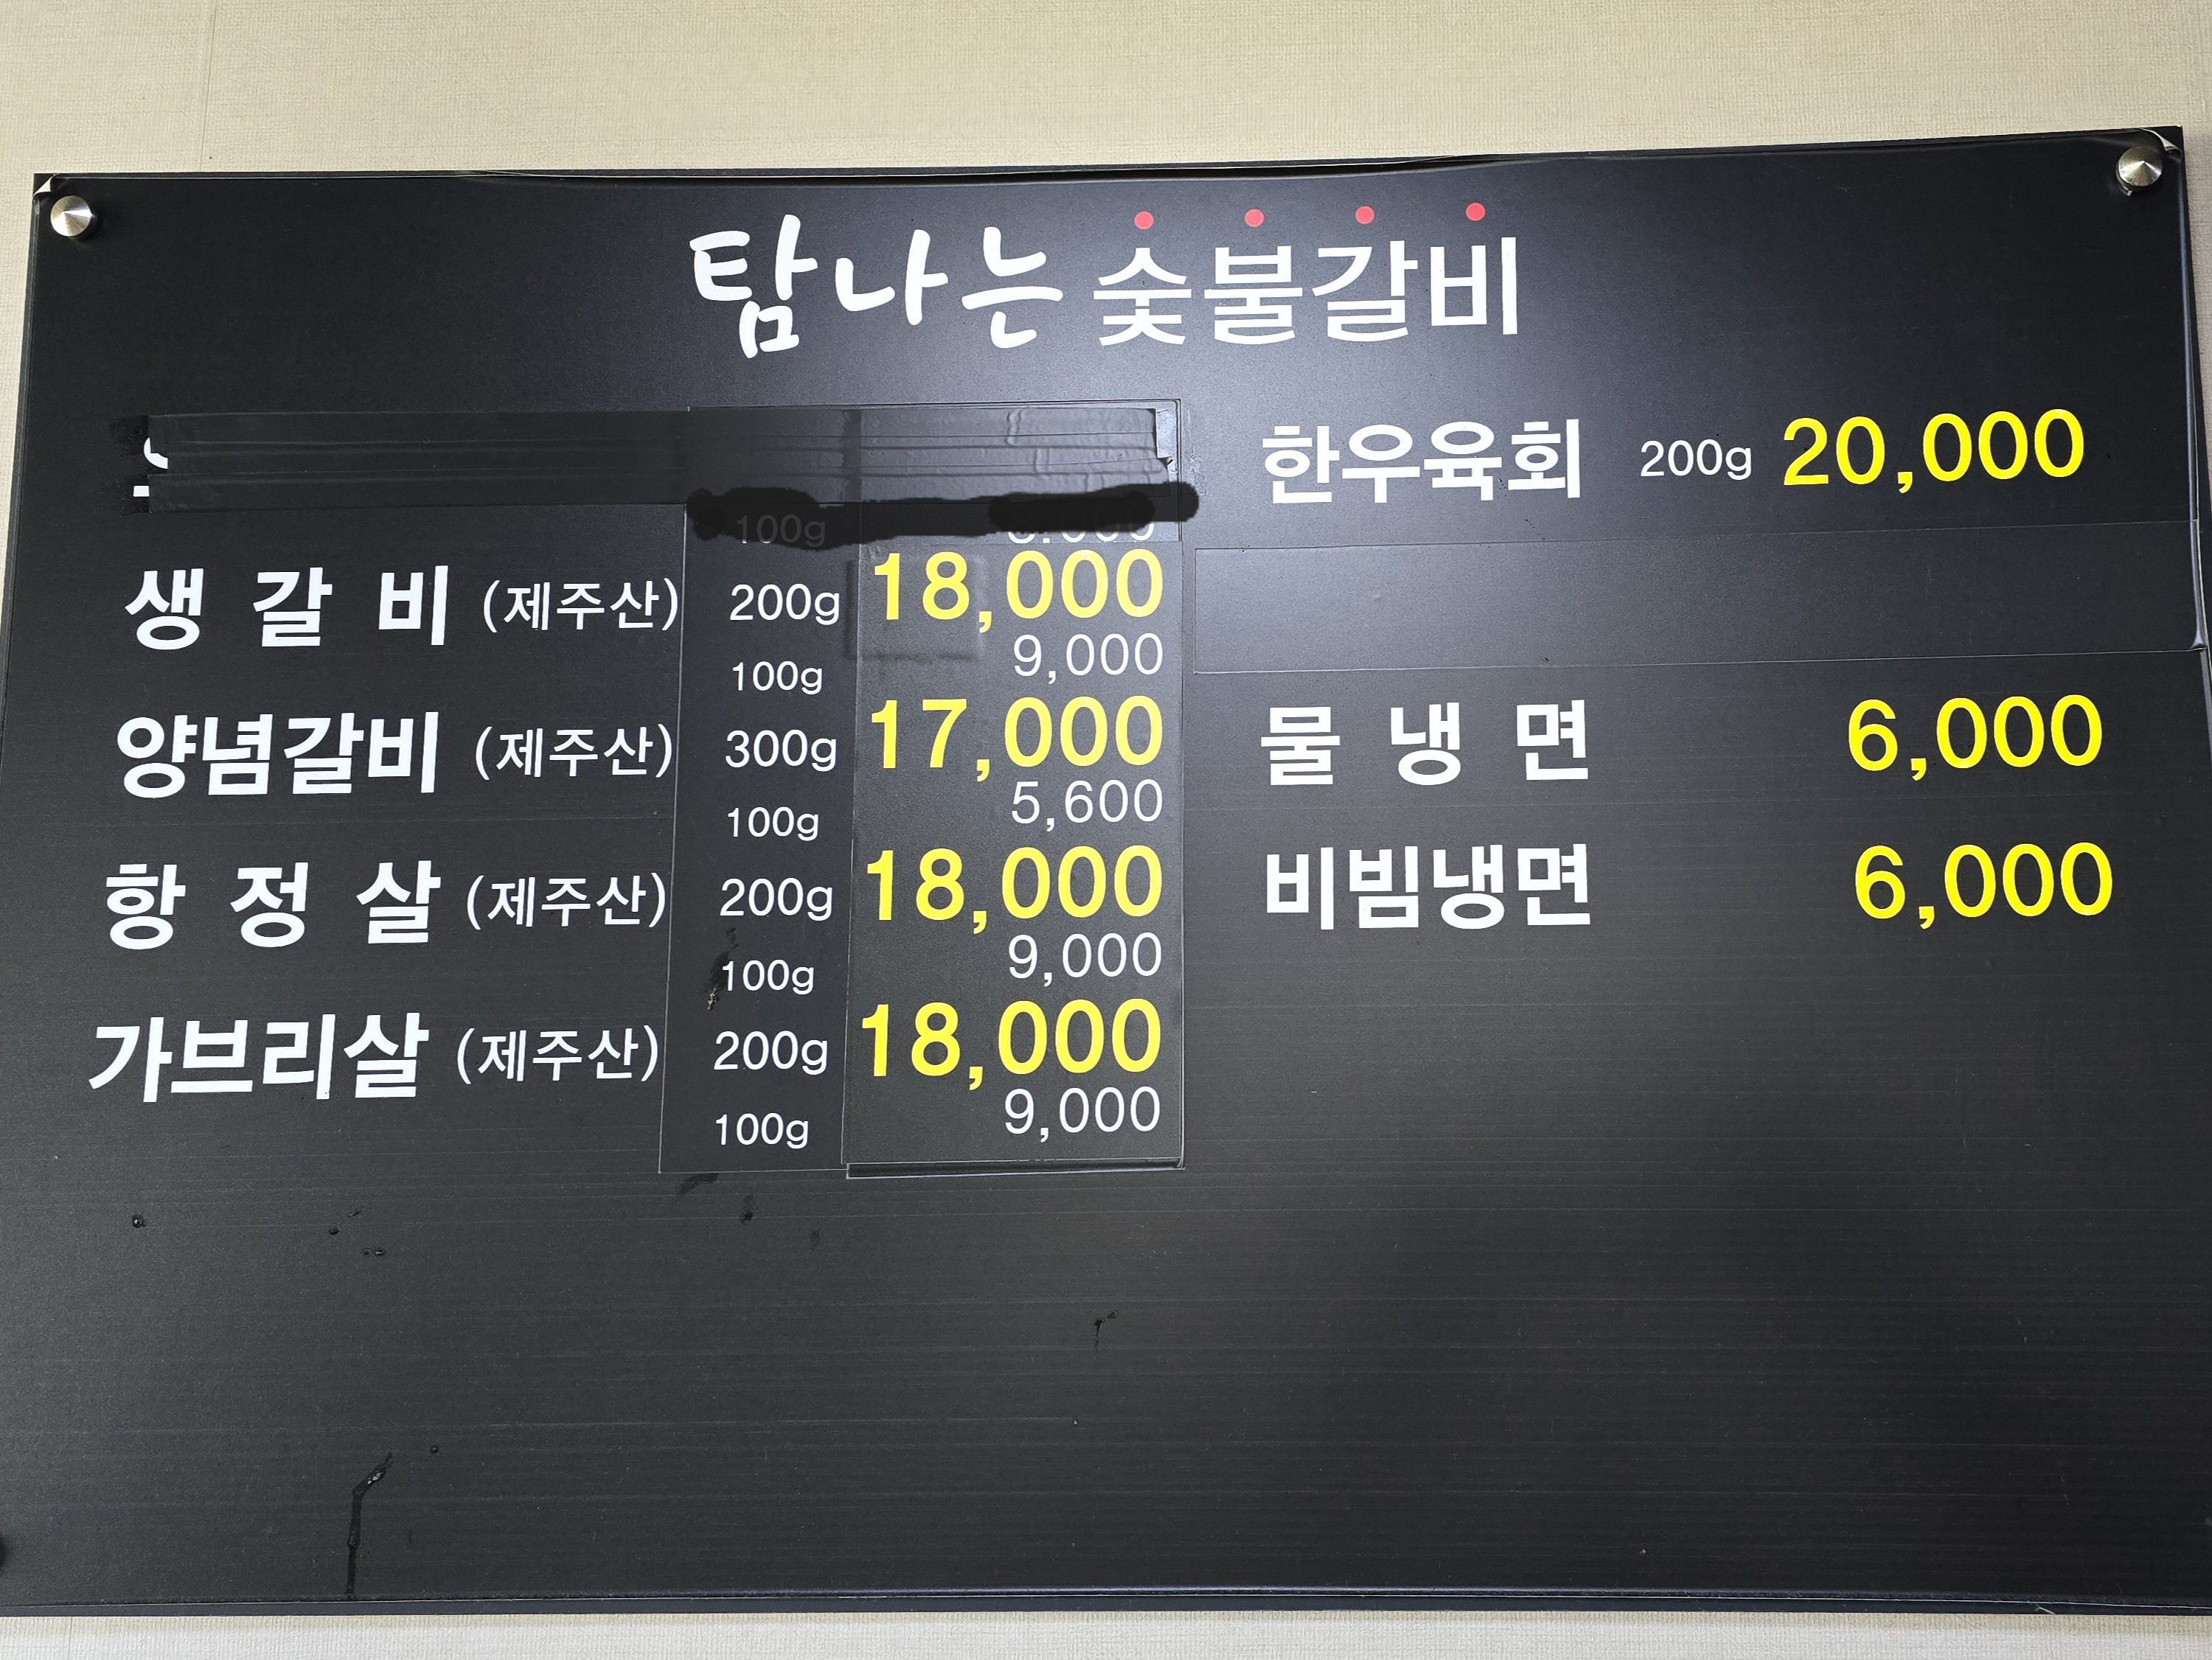 탐나는 숯불갈비
100g
생 갈 비 (제주산) 200g 18,000
100g 9,000
양념갈비 (제주산) 300g 17,000
100g 5,600
항 정 살 (제주산) 200g 18,000
100g 9,000
가브리살 (제주산) 200g 18,000
100g 9,000
한우육회 200g 20,000
물 냉 면 6,000
비빔냉면 6,000